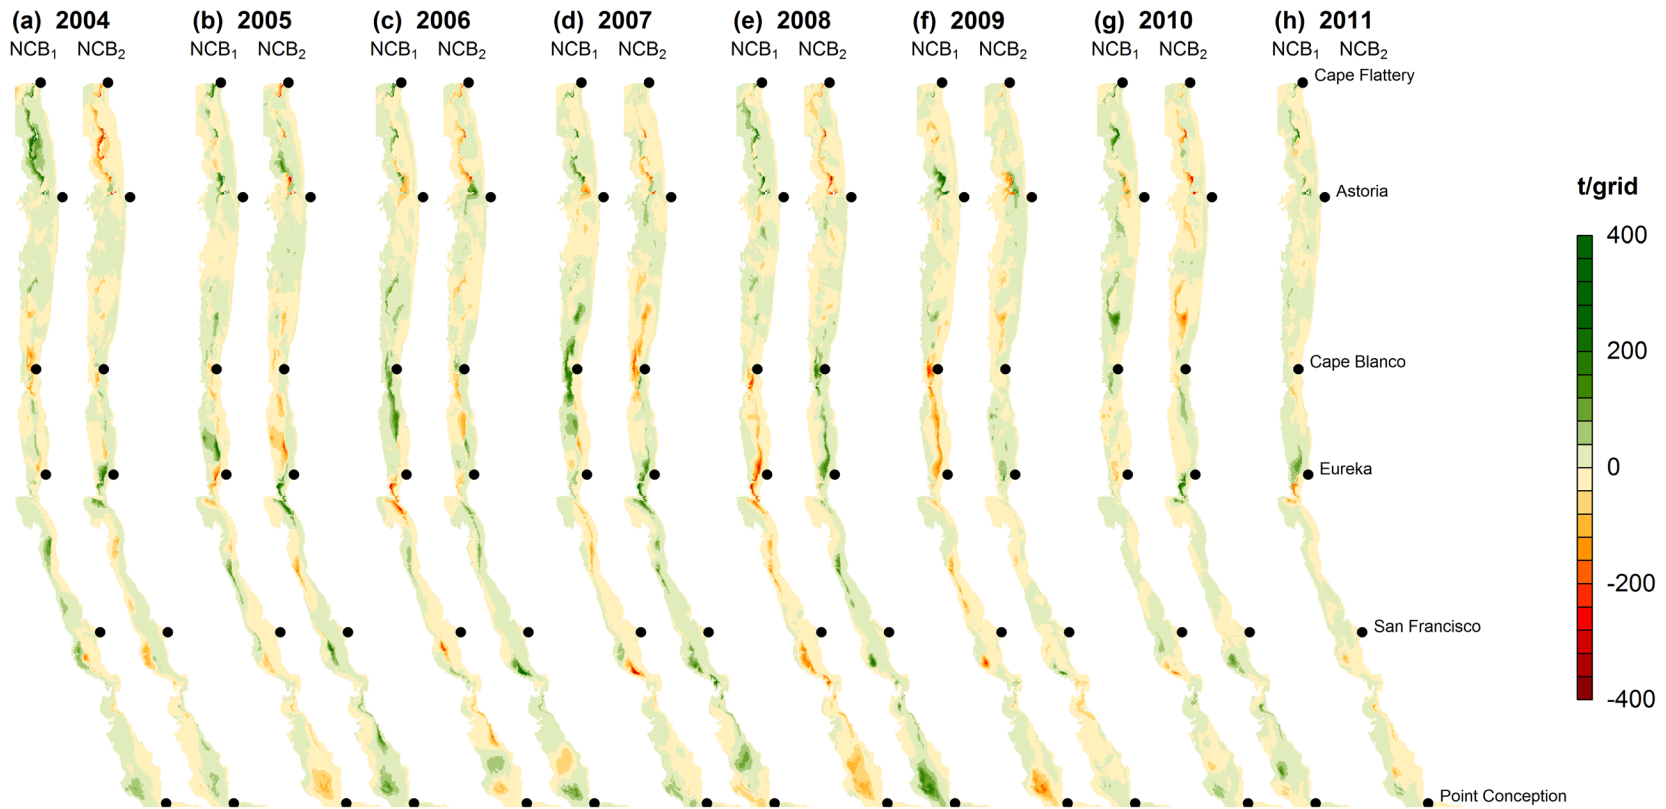 (a) 2004 (b) 2005 (c) 2006 (d) 2007 (e) 2008 (f) 2009 (g) 2010 (h) 2011
NCB₁ NCB₂ NCB₁ NCB₂ NCB₁ NCB₂ NCB₁ NCB₂ NCB₁ NCB₂ NCB₁ NCB₂ NCB₁ NCB₂ NCB₁ NCB₂
Cape Flattery
Astoria
Cape Blanco
Eureka
San Francisco
Point Conception
t/grid
400
200
0
-200
-400